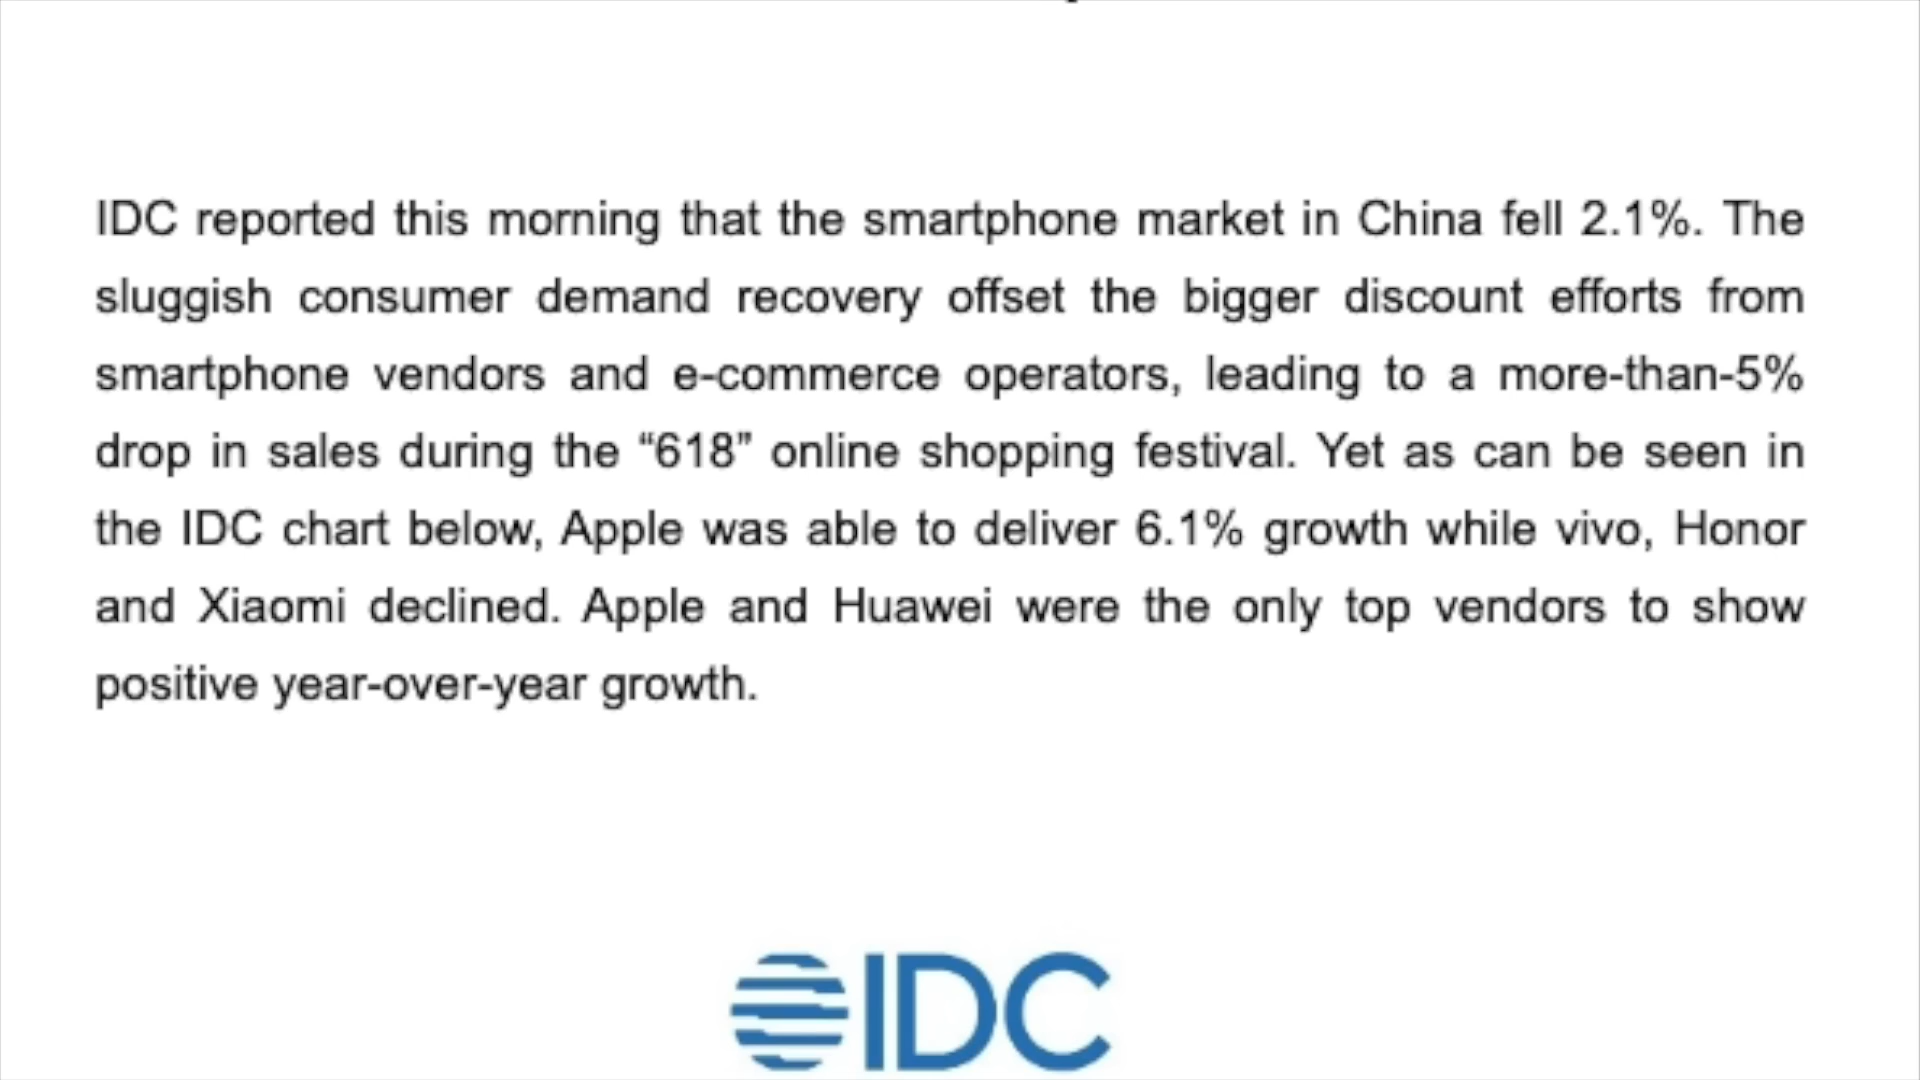 IDC reported this morning that the smartphone market in China fell 2.1%. The
sluggish consumer demand recovery offset the bigger discount efforts from
smartphone vendors and e-commerce operators, leading to a more-than-5%
drop in sales during the “618” online shopping festival. Yet as can be seen in
the IDC chart below, Apple was able to deliver 6.1% growth while vivo, Honor
and Xiaomi declined. Apple and Huawei were the only top vendors to show
positive year-over-year growth.
IDC